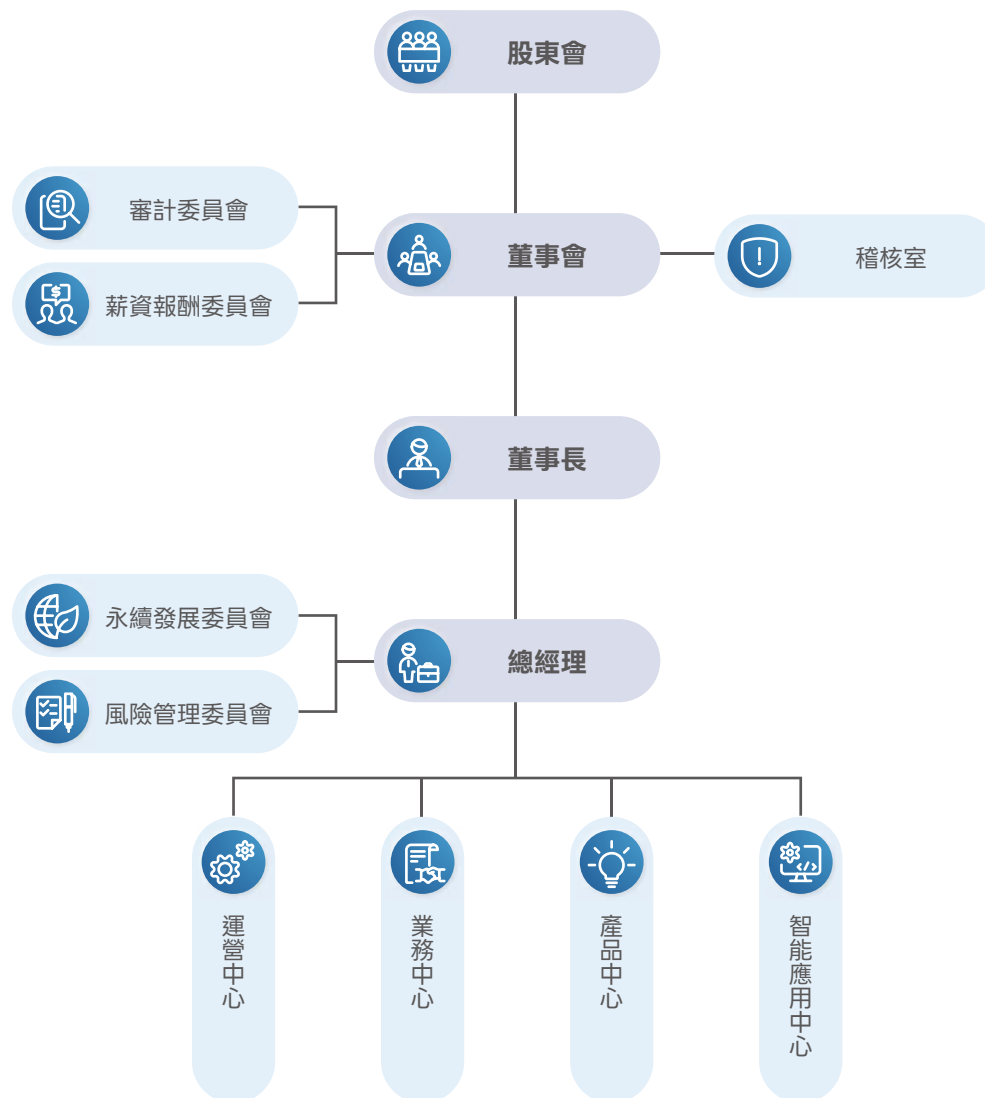 股東會
審計委員會
董事會
稽核室
薪資報酬委員會
董事長
永續發展委員會
總經理
風險管理委員會
運營中心
業務中心
產品中心
智能應用中心